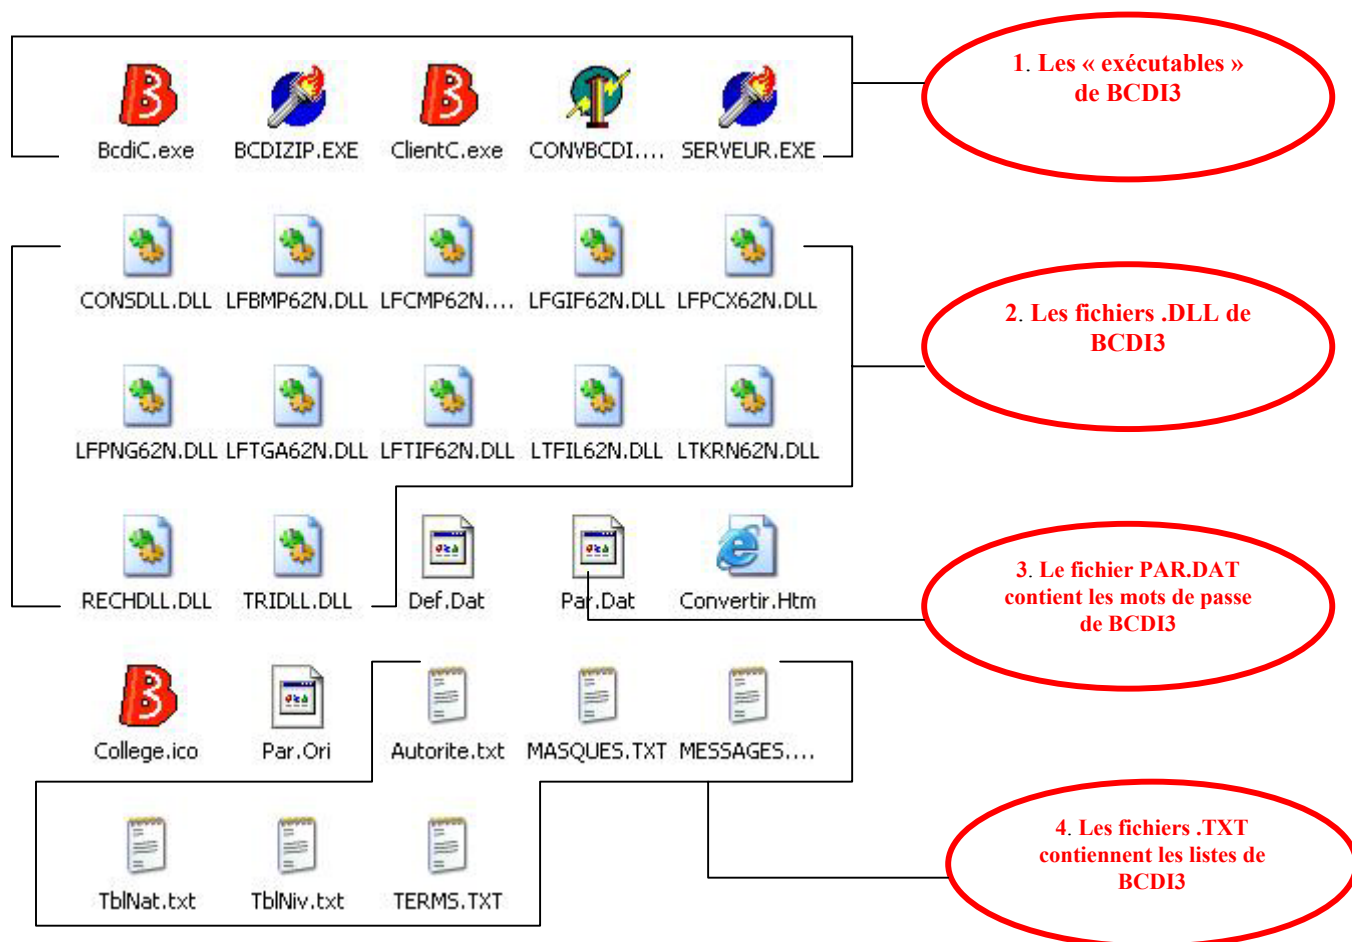 1. Les « exécutables »
de BCDI3
BcdiC.exe BCDIZIP.EXE ClientC.exe CONVBCDI.... SERVEUR.EXE
CONSDLL.DLL LFBMP62N.DLL LFCMP62N.... LFGIF62N.DLL LFPCX62N.DLL
2. Les fichiers .DLL de
BCDI3
LFPNG62N.DLL LFTGA62N.DLL LFTIF62N.DLL LTFIL62N.DLL LTKRN62N.DLL
RECHDLL.DLL TRIDLL.DLL Def.Dat Par.Dat Convertir.Htm
3. Le fichier PAR.DAT
contient les mots de passe
de BCDI3
College.ico Par.Ori Autorite.txt MASQUES.TXT MESSAGES....
4. Les fichiers .TXT
contiennent les listes de
BCDI3
TblNat.txt TblNiv.txt TERMS.TXT